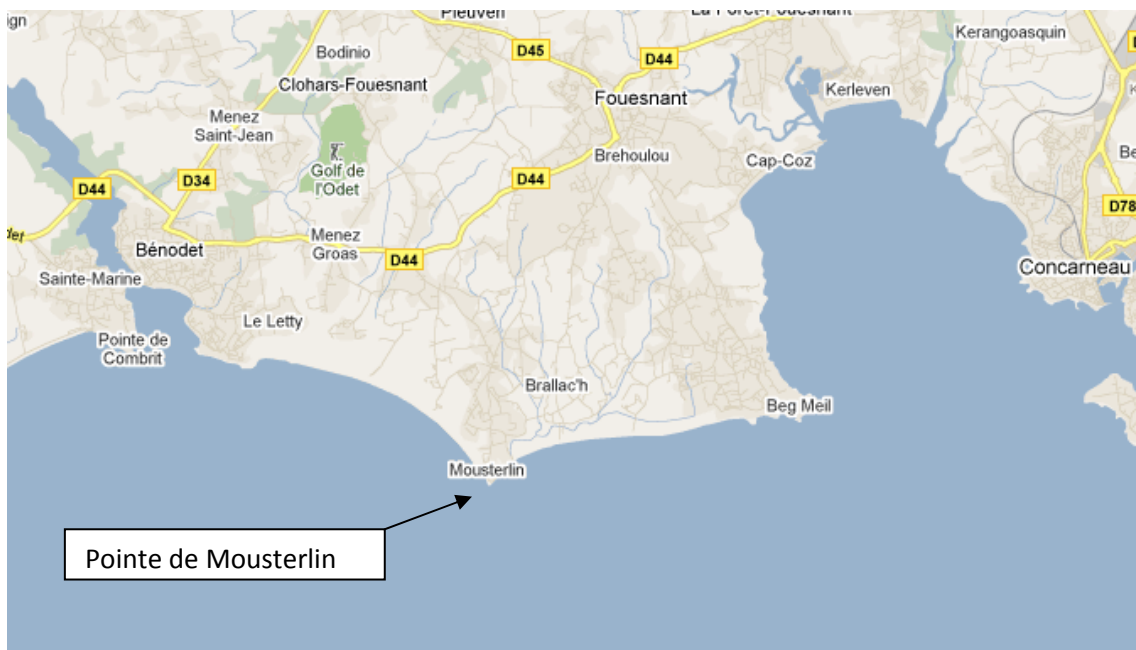 Pleuven
La Forêt-Fouesnant
Kerangoasquin
D45
D44
Bodinio
Clohars-Fouesnant
Fouesnant
Kerleven
Menez
Saint-Jean
Brehoulou
Cap-Coz
Golf de
l'Odet
D44
D34
D44
D78
Bénodet
Menez
Groas
D44
Concarneau
Sainte-Marine
Le Letty
Pointe de
Combrit
Brallac'h
Beg Meil
Mousterlin
Pointe de Mousterlin